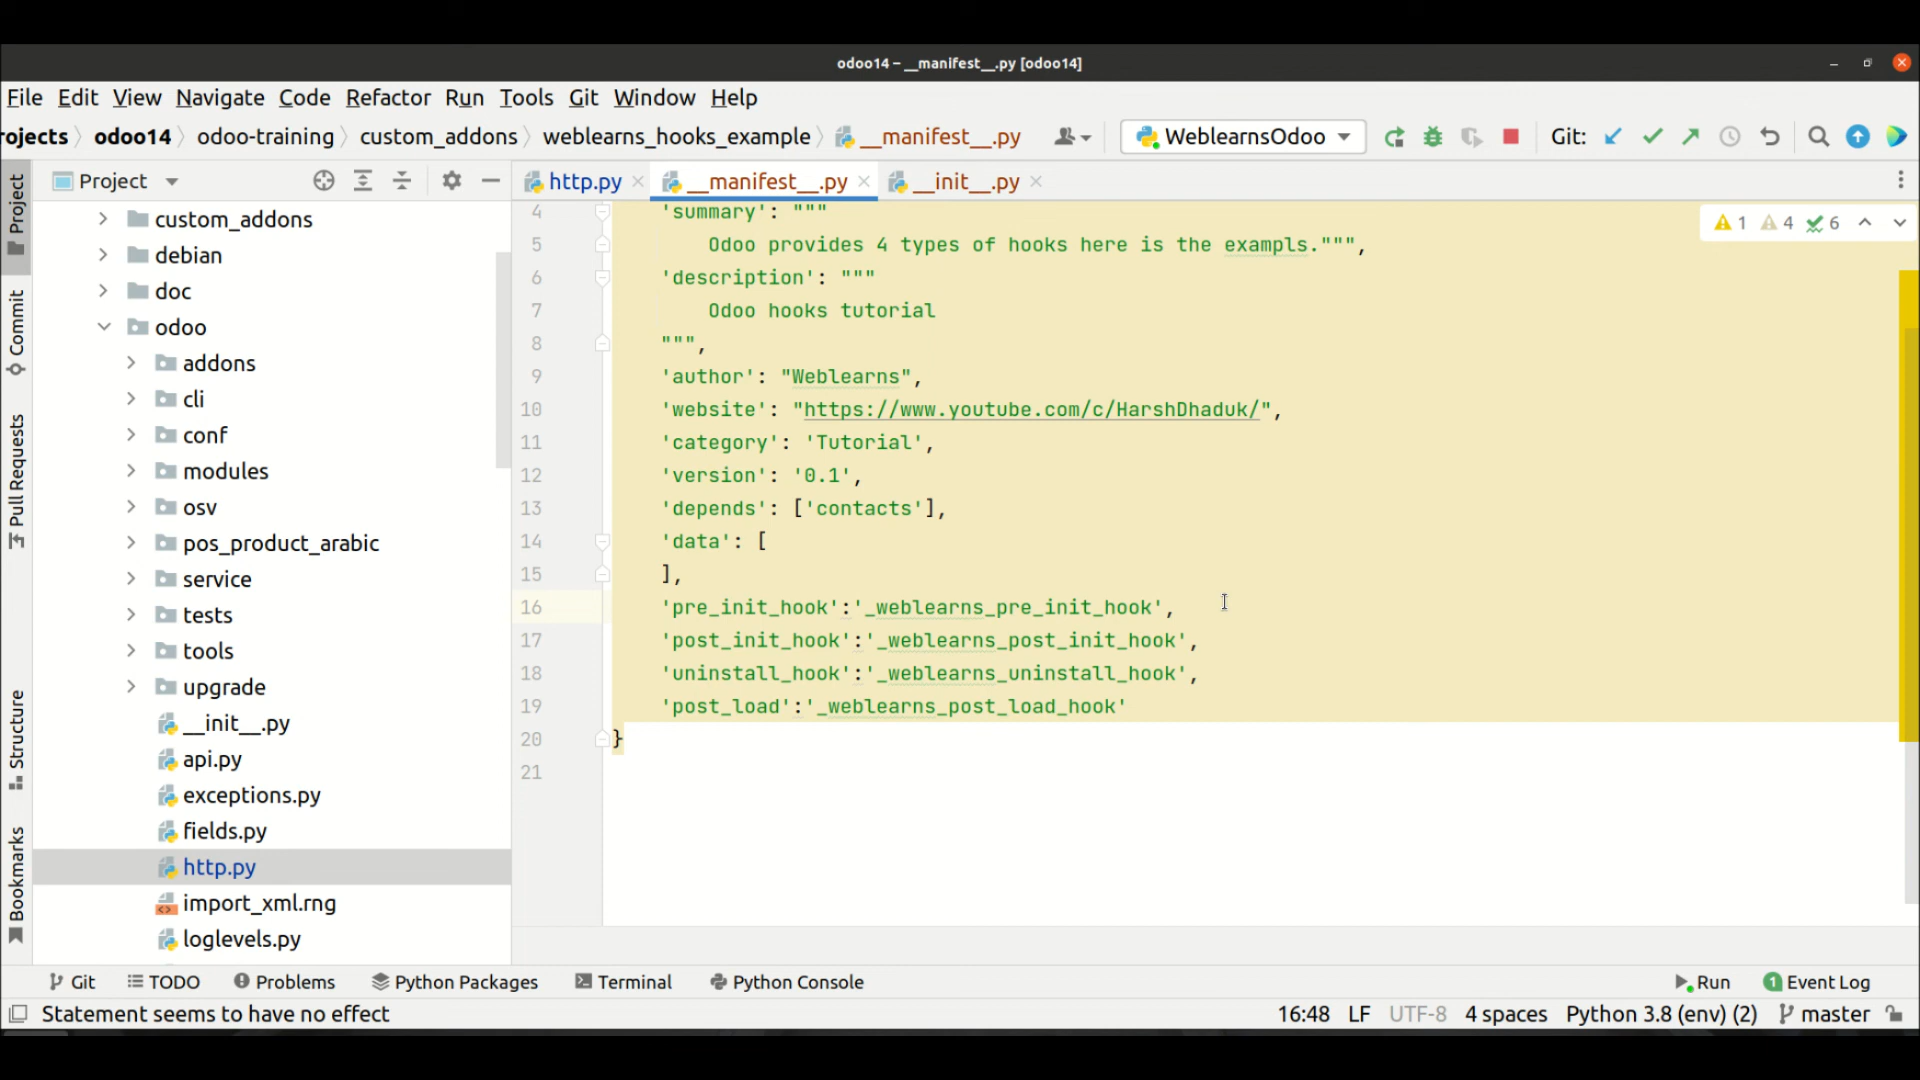 odoo14 – __manifest__.py [odoo14]
File Edit View Navigate Code Refactor Run Tools Git Window Help
rojects odoo14 odoo-training custom_addons weblearns_hooks_example __manifest__.py WeblearnsOdoo Git:
Project http.py __manifest__.py __init__.py
Project
Commit
Pull Requests
Structure
Bookmarks
custom_addons
debian
doc
odoo
addons
cli
conf
modules
osv
pos_product_arabic
service
tests
tools
upgrade
__init__.py
api.py
exceptions.py
fields.py
http.py
import_xml.rng
loglevels.py
1 4 6
4 'summary': """
5 Odoo provides 4 types of hooks here is the exampls.""",
6 'description': """
7 Odoo hooks tutorial
8 """,
9 'author': "Weblearns",
10 'website': "https://www.youtube.com/c/HarshDhaduk/",
11 'category': 'Tutorial',
12 'version': '0.1',
13 'depends': ['contacts'],
14 'data': [
15 ],
16 'pre_init_hook':'_weblearns_pre_init_hook',
17 'post_init_hook':'_weblearns_post_init_hook',
18 'uninstall_hook':'_weblearns_uninstall_hook',
19 'post_load':'_weblearns_post_load_hook'
20 }
21
Git TODO Problems Python Packages Terminal Python Console Run 1 Event Log
Statement seems to have no effect 16:48 LF UTF-8 4 spaces Python 3.8 (env) (2) master